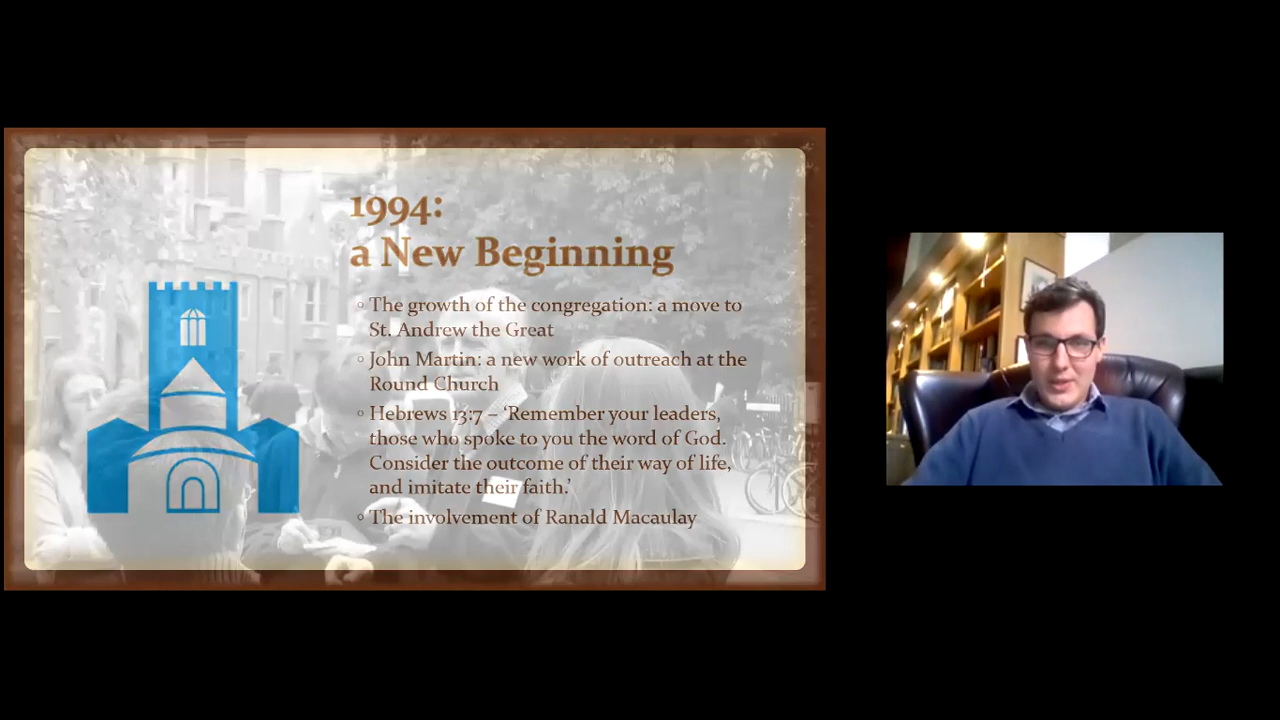 1994:
a New Beginning
◦ The growth of the congregation: a move to
St. Andrew the Great
◦ John Martin: a new work of outreach at the
Round Church
◦ Hebrews 13:7 – ‘Remember your leaders,
those who spoke to you the word of God.
Consider the outcome of their way of life,
and imitate their faith.’
◦ The involvement of Ranald Macaulay